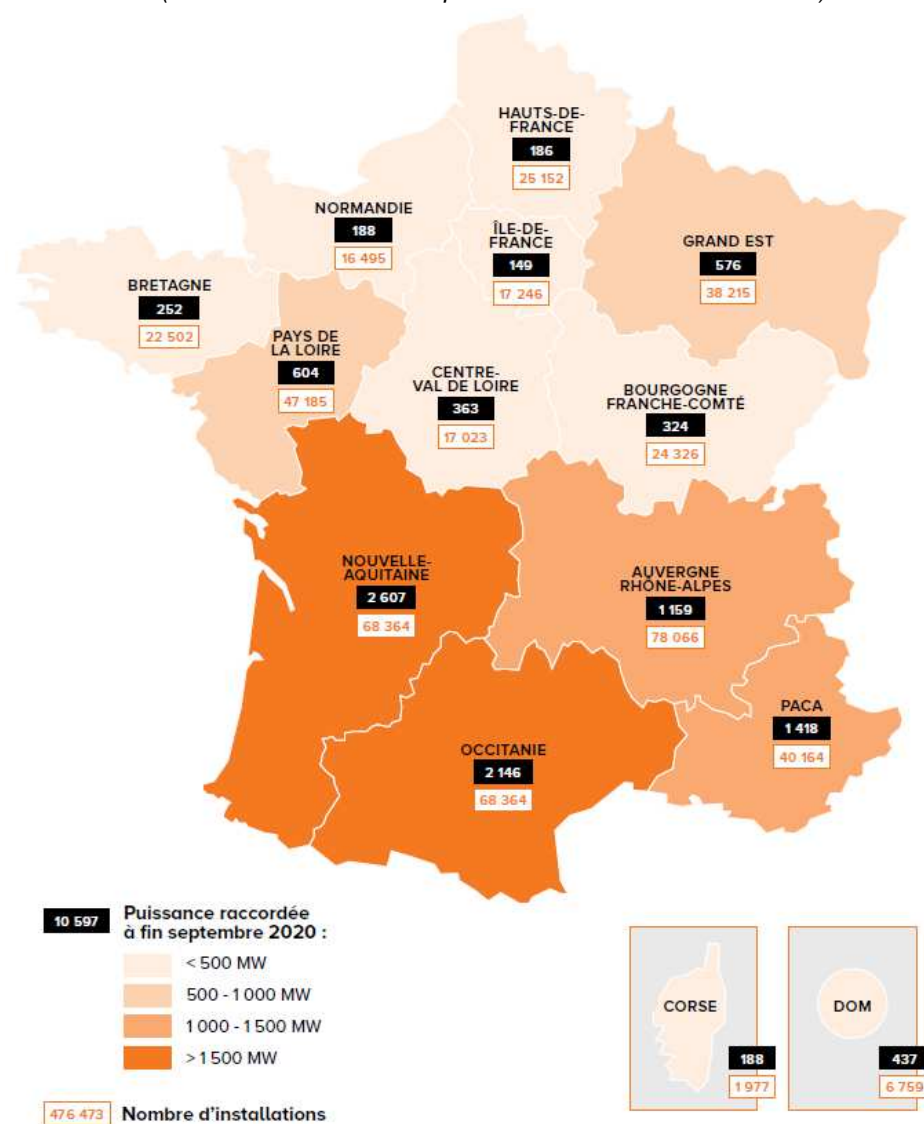 HAUTS-DE-
FRANCE
186
25 152
NORMANDIE
188
16 495
ÎLE-DE-
FRANCE
149
17 246
GRAND EST
576
38 215
BRETAGNE
252
22 502
PAYS DE
LA LOIRE
604
47 185
CENTRE-
VAL DE LOIRE
363
17 023
BOURGOGNE
FRANCHE-COMTÉ
324
24 326
NOUVELLE-
AQUITAINE
2 607
68 364
AUVERGNE
RHÔNE-ALPES
1 159
78 066
PACA
1 418
40 164
OCCITANIE
2 146
68 364
10 597 Puissance raccordée
à fin septembre 2020 :
< 500 MW
500 - 1 000 MW
1 000 - 1 500 MW
> 1 500 MW
476 473 Nombre d'installations
CORSE
188
1 977
DOM
437
6 759